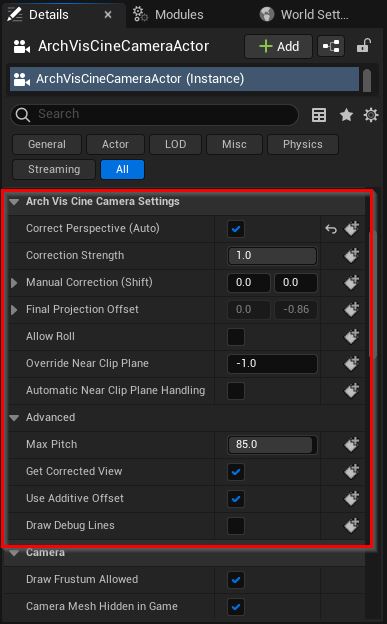 Details Modules World Sett...
ArchVisCineCameraActor + Add
ArchVisCineCameraActor (Instance)
Search
General Actor LOD Misc Physics
Streaming All
Arch Vis Cine Camera Settings
Correct Perspective (Auto)
Correction Strength 1.0
Manual Correction (Shift) 0.0 0.0
Final Projection Offset 0.0 -0.86
Allow Roll
Override Near Clip Plane -1.0
Automatic Near Clip Plane Handling
Advanced
Max Pitch 85.0
Get Corrected View
Use Additive Offset
Draw Debug Lines
Camera
Draw Frustum Allowed
Camera Mesh Hidden in Game